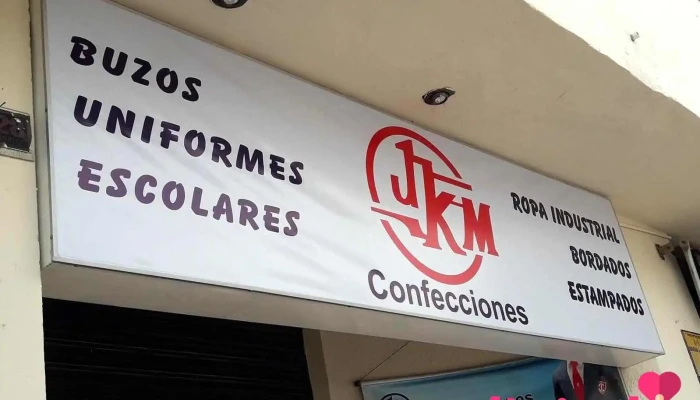 BUZOS
UNIFORMES
ESCOLARES
JKM
Confecciones
ROPA INDUSTRIAL
BORDADOS
ESTAMPADOS